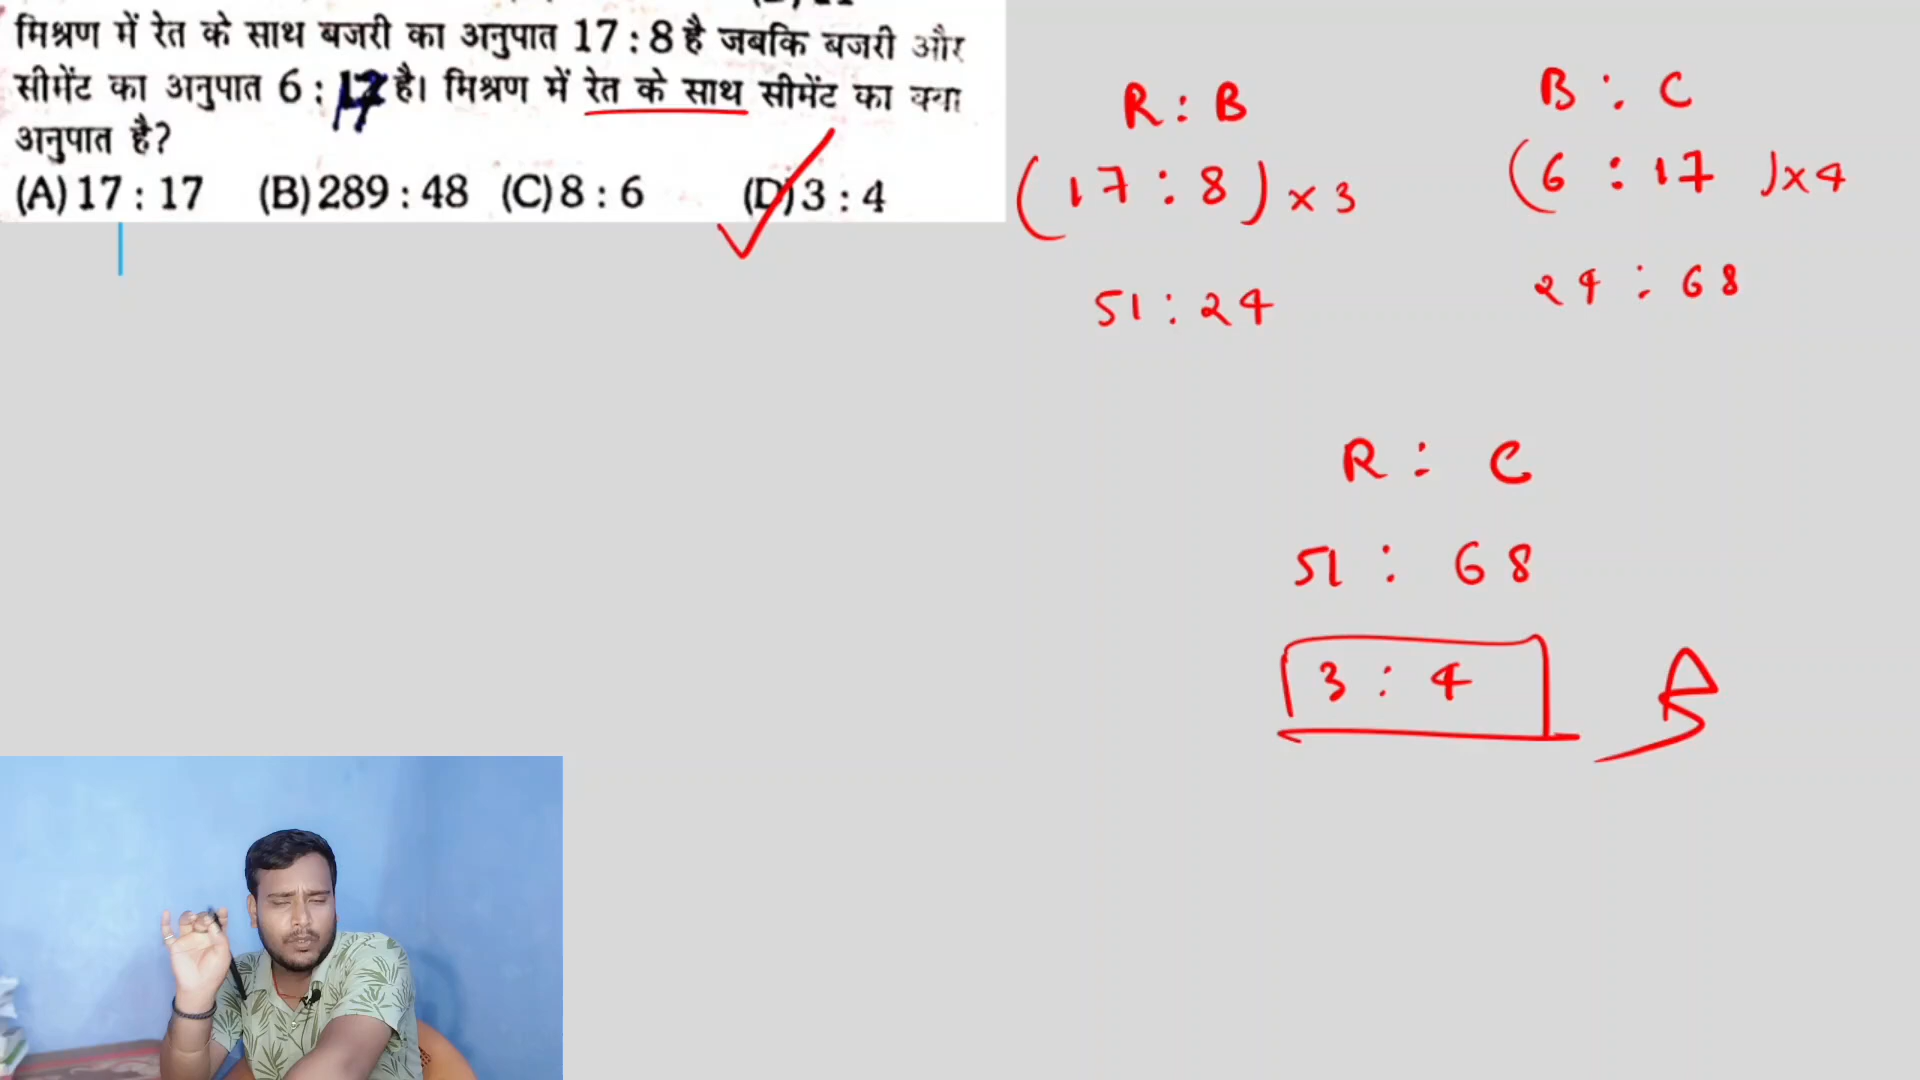 मिश्रण में रेत के साथ बजरी का अनुपात 17 : 8 है जबकि बजरी और
सीमेंट का अनुपात 6 : 17 है। मिश्रण में रेत के साथ सीमेंट का क्या
अनुपात है?
(A) 17 : 17 (B) 289 : 48 (C) 8 : 6 (D) 3 : 4
R : B
(17 : 8) × 3
51 : 24
B : C
(6 : 17) × 4
24 : 68
R : C
51 : 68
3 : 4